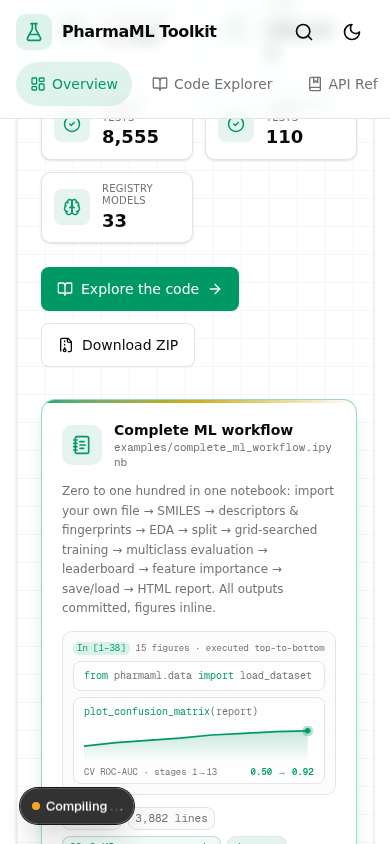 PharmaML Toolkit
Overview
Code Explorer
API Ref
8,555
110
REGISTRY
MODELS
33
Explore the code
Download ZIP
Complete ML workflow
examples/complete_ml_workflow.ipy
nb
Zero to one hundred in one notebook: import
your own file → SMILES → descriptors &
fingerprints → EDA → split → grid-searched
training → multiclass evaluation →
leaderboard → feature importance →
save/load → HTML report. All outputs
committed, figures inline.
In [1–38] 15 figures · executed top-to-bottom
from pharmaml.data import load_dataset
plot_confusion_matrix(report)
CV ROC-AUC · stages 1→13 0.50 → 0.92
Compiling ...
3,882 lines